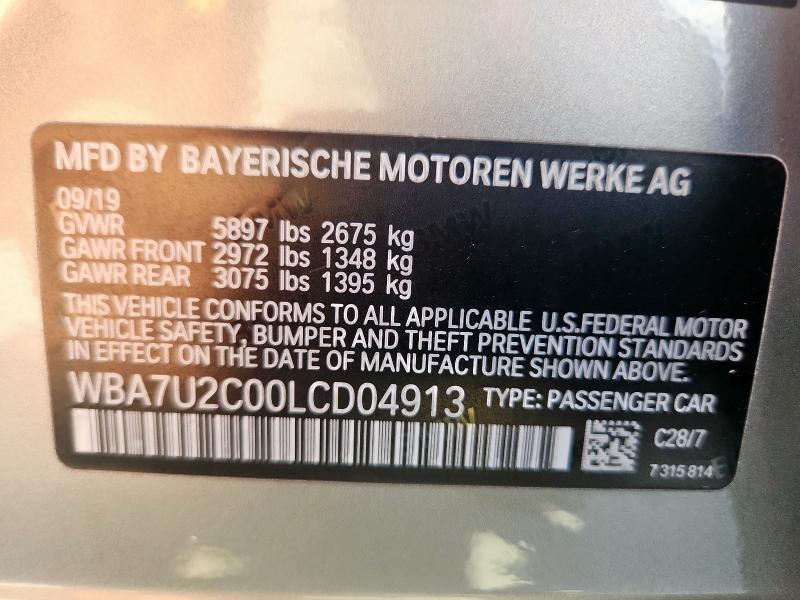 MFD BY BAYERISCHE MOTOREN WERKE AG
09/19
GVWR 5897 lbs 2675 kg
GAWR FRONT 2972 lbs 1348 kg
GAWR REAR 3075 lbs 1395 kg
THIS VEHICLE CONFORMS TO ALL APPLICABLE U.S.FEDERAL MOTOR
VEHICLE SAFETY, BUMPER AND THEFT PREVENTION STANDARDS
IN EFFECT ON THE DATE OF MANUFACTURE SHOWN ABOVE.
WBA7U2C00LCD04913 TYPE: PASSENGER CAR
C28/7
7 315 814